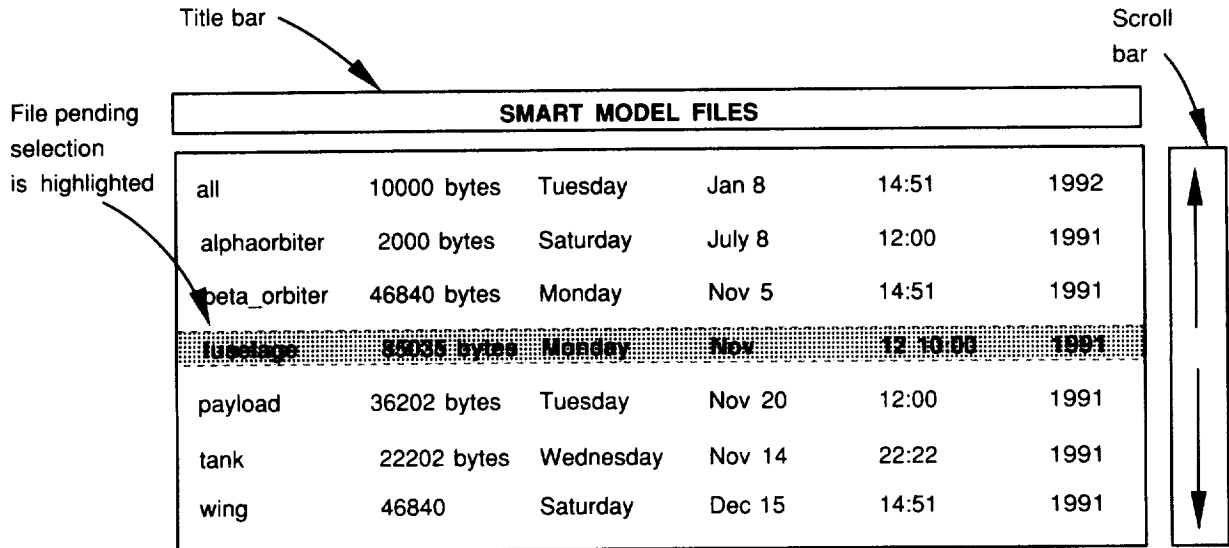 Title bar
Scroll
bar
File pending
selection
is highlighted
SMART MODEL FILES
all 10000 bytes Tuesday Jan 8 14:51 1992
alphaorbiter 2000 bytes Saturday July 8 12:00 1991
beta_orbiter 46840 bytes Monday Nov 5 14:51 1991
fuselage 85035 bytes Monday Nov 12 10:00 1991
payload 36202 bytes Tuesday Nov 20 12:00 1991
tank 22202 bytes Wednesday Nov 14 22:22 1991
wing 46840 Saturday Dec 15 14:51 1991